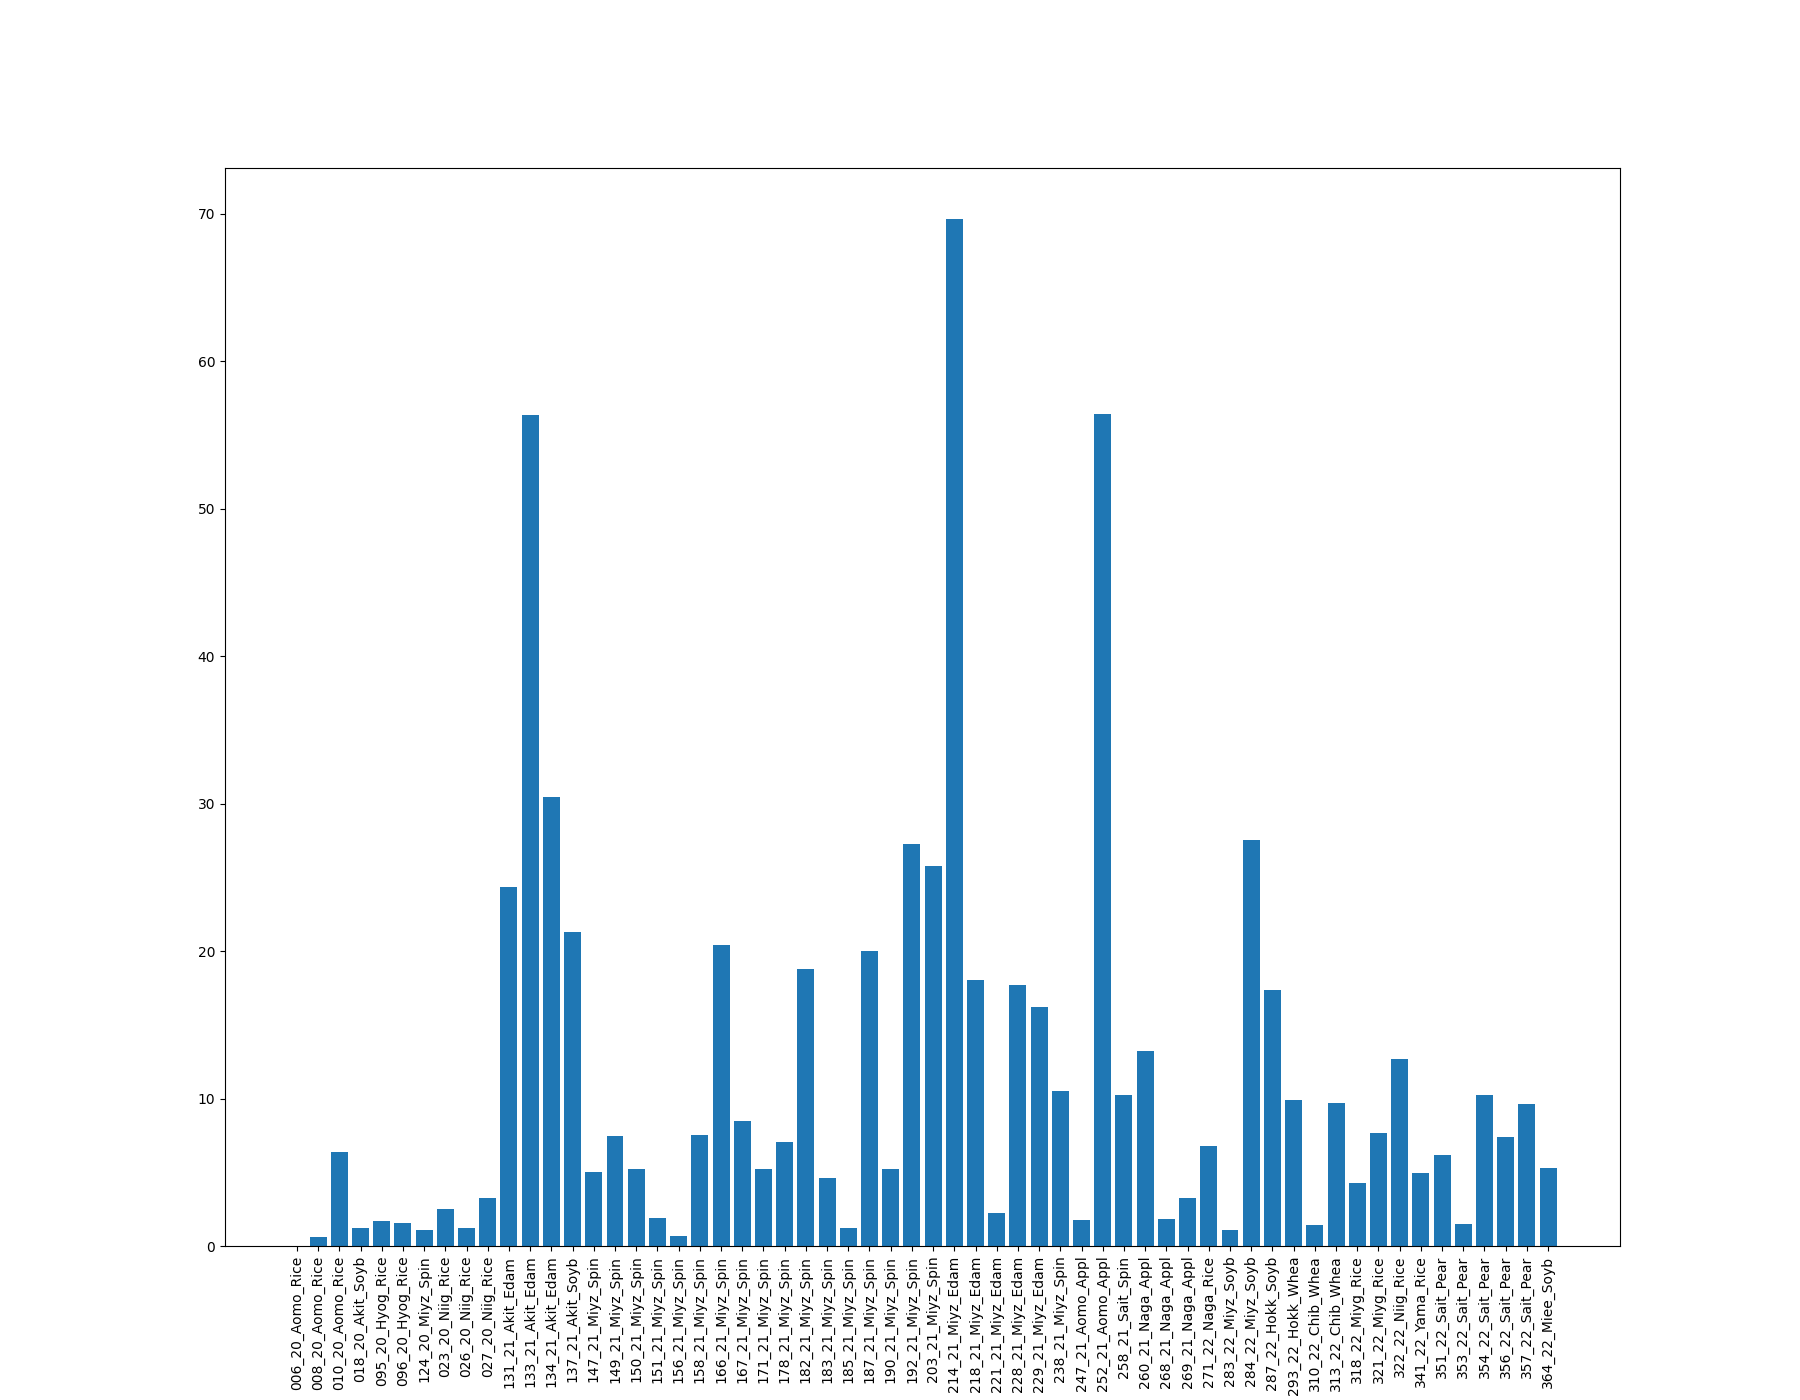 70
60
50
40
30
20
10
0
006_20_Aomo_Rice
008_20_Aomo_Rice
010_20_Aomo_Rice
018_20_Akit_Soyb
095_20_Hyog_Rice
096_20_Hyog_Rice
124_20_Miyz_Spin
023_20_Niig_Rice
026_20_Niig_Rice
027_20_Niig_Rice
131_21_Akit_Edam
133_21_Akit_Edam
134_21_Akit_Edam
137_21_Akit_Soyb
147_21_Miyz_Spin
149_21_Miyz_Spin
150_21_Miyz_Spin
151_21_Miyz_Spin
156_21_Miyz_Spin
158_21_Miyz_Spin
166_21_Miyz_Spin
167_21_Miyz_Spin
171_21_Miyz_Spin
178_21_Miyz_Spin
182_21_Miyz_Spin
183_21_Miyz_Spin
185_21_Miyz_Spin
187_21_Miyz_Spin
190_21_Miyz_Spin
192_21_Miyz_Spin
203_21_Miyz_Spin
214_21_Miyz_Edam
218_21_Miyz_Edam
221_21_Miyz_Edam
228_21_Miyz_Edam
229_21_Miyz_Edam
238_21_Miyz_Spin
247_21_Aomo_Appl
252_21_Aomo_Appl
258_21_Sait_Spin
260_21_Naga_Appl
268_21_Naga_Appl
269_21_Naga_Appl
271_22_Naga_Rice
283_22_Miyz_Soyb
284_22_Miyz_Soyb
287_22_Hokk_Soyb
293_22_Hokk_Whea
310_22_Chib_Whea
313_22_Chib_Whea
318_22_Miyg_Rice
321_22_Miyg_Rice
322_22_Niig_Rice
341_22_Yama_Rice
351_22_Sait_Pear
353_22_Sait_Pear
354_22_Sait_Pear
356_22_Sait_Pear
357_22_Sait_Pear
364_22_Miee_Soyb